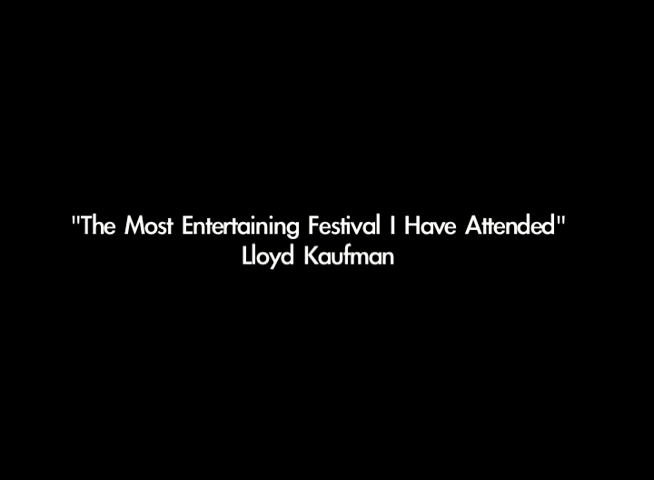 "The Most Entertaining Festival I Have Attended"
Lloyd Kaufman